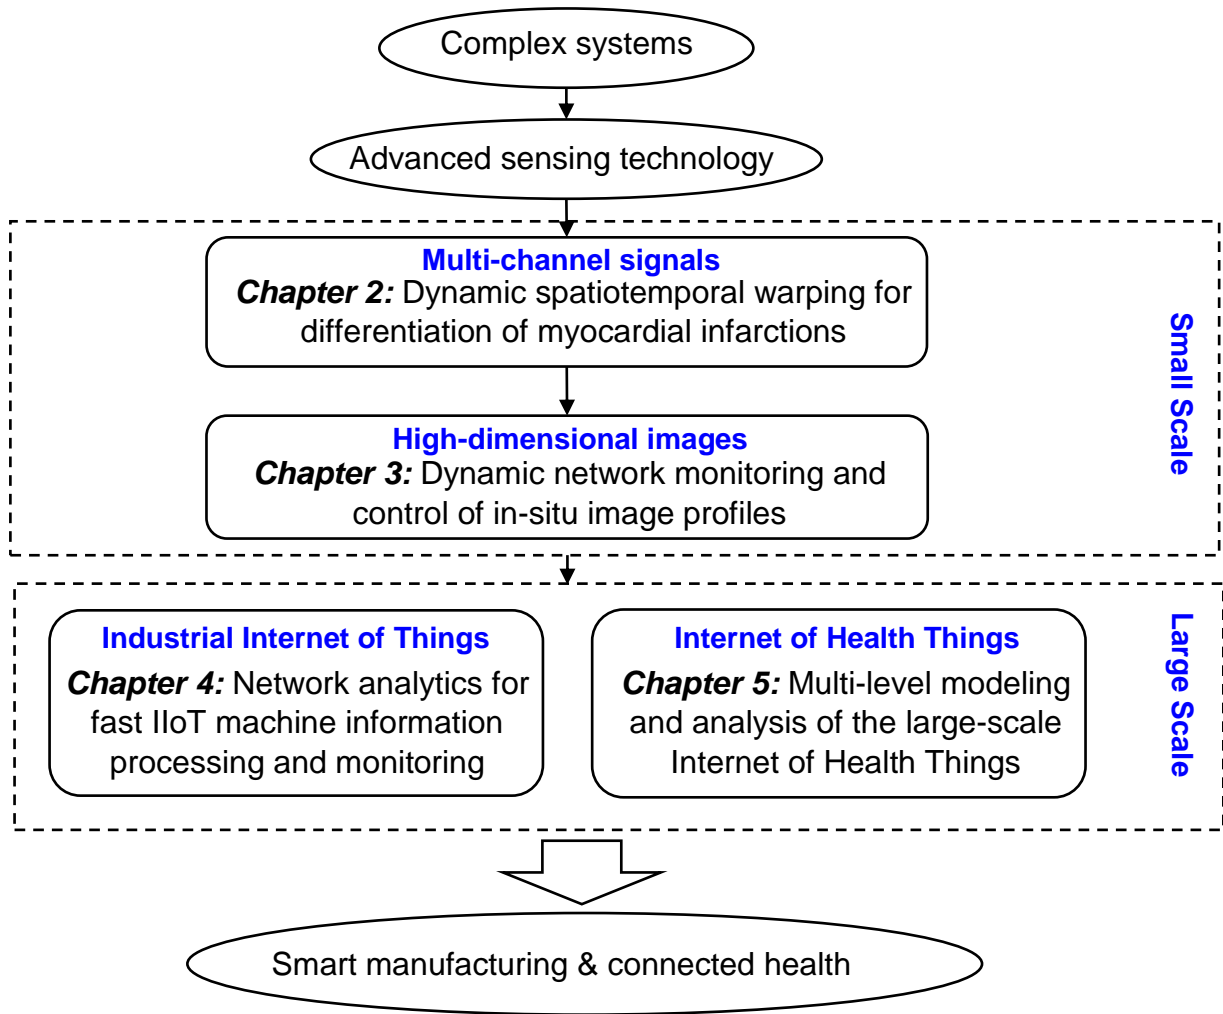 Complex systems
Advanced sensing technology
Multi-channel signals
Chapter 2: Dynamic spatiotemporal warping for
differentiation of myocardial infarctions
High-dimensional images
Chapter 3: Dynamic network monitoring and
control of in-situ image profiles
Small Scale
Industrial Internet of Things
Chapter 4: Network analytics for
fast IIoT machine information
processing and monitoring
Internet of Health Things
Chapter 5: Multi-level modeling
and analysis of the large-scale
Internet of Health Things
Large Scale
Smart manufacturing & connected health